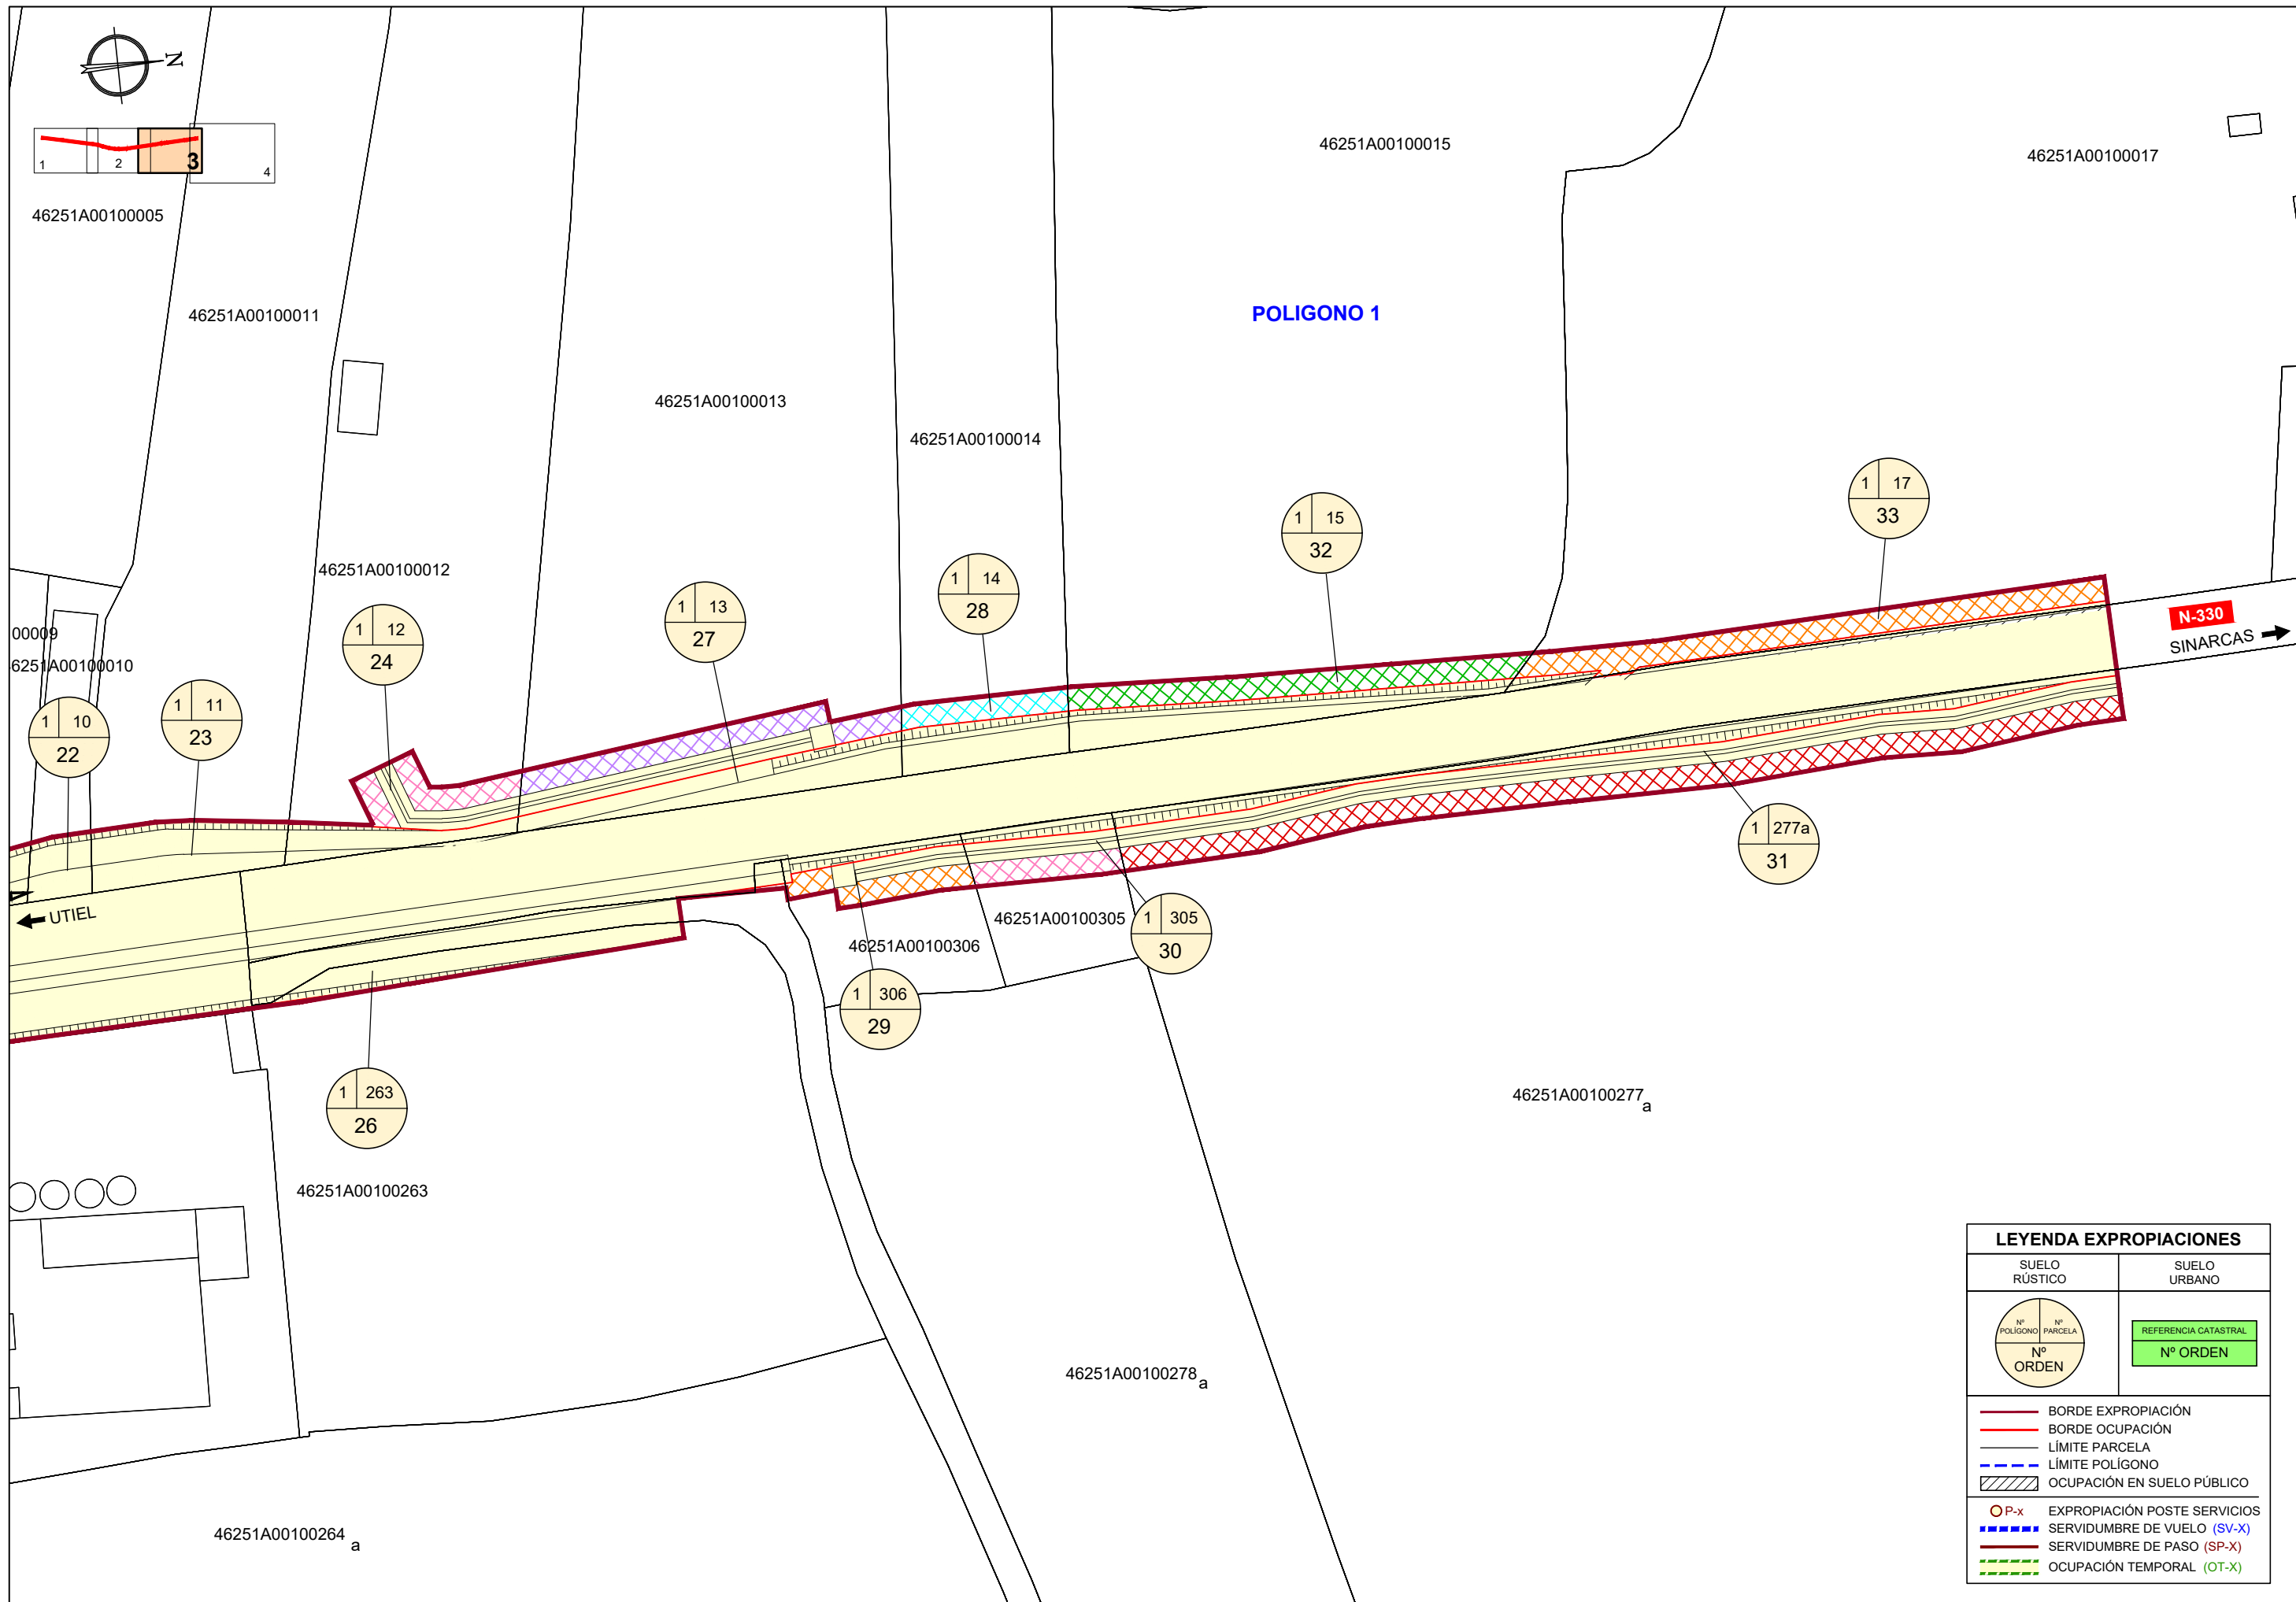 N
1
2
3
4
46251A00100005
46251A00100015
46251A00100017
46251A00100011
POLIGONO 1
46251A00100013
46251A00100014
1 17
33
1 15
32
46251A00100012
1 14
28
1 13
27
1 12
24
00009
6251A00100010
N-330
SINARCAS
1 10
22
1 11
23
UTIEL
1 277a
31
46251A00100305
1 305
30
46251A00100306
1 306
29
1 263
26
46251A00100277
a
46251A00100263
46251A00100278
a
46251A00100264
a
LEYENDA EXPROPIACIONES
SUELO
RÚSTICO
SUELO
URBANO
Nº
POLÍGONO
Nº
PARCELA
Nº
ORDEN
REFERENCIA CATASTRAL
Nº ORDEN
BORDE EXPROPIACIÓN
BORDE OCUPACIÓN
LÍMITE PARCELA
LÍMITE POLÍGONO
OCUPACIÓN EN SUELO PÚBLICO
P-x EXPROPIACIÓN POSTE SERVICIOS
SERVIDUMBRE DE VUELO (SV-X)
SERVIDUMBRE DE PASO (SP-X)
OCUPACIÓN TEMPORAL (OT-X)